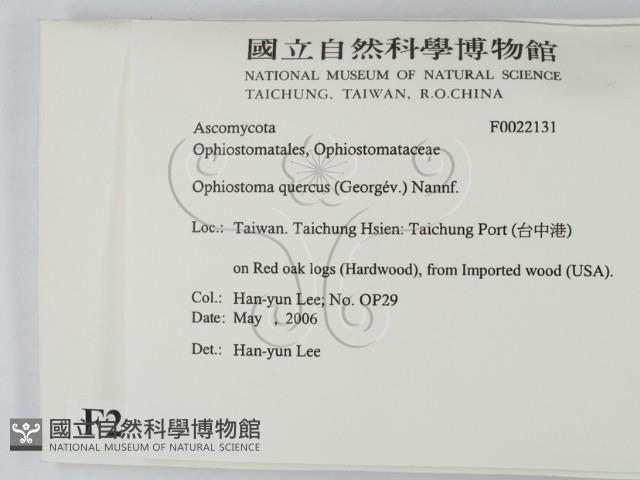 國立自然科學博物館
NATIONAL MUSEUM OF NATURAL SCIENCE
TAICHUNG, TAIWAN, R.O.CHINA
Ascomycota F0022131
Ophiostomatales, Ophiostomataceae
Ophiostoma quercus (Georgév.) Nannf.
Loc.: Taiwan. Taichung Hsien: Taichung Port (台中港)
on Red oak logs (Hardwood), from Imported wood (USA).
Col.: Han-yun Lee; No. OP29
Date: May , 2006
Det.: Han-yun Lee
F2
國立自然科學博物館
NATIONAL MUSEUM OF NATURAL SCIENCE